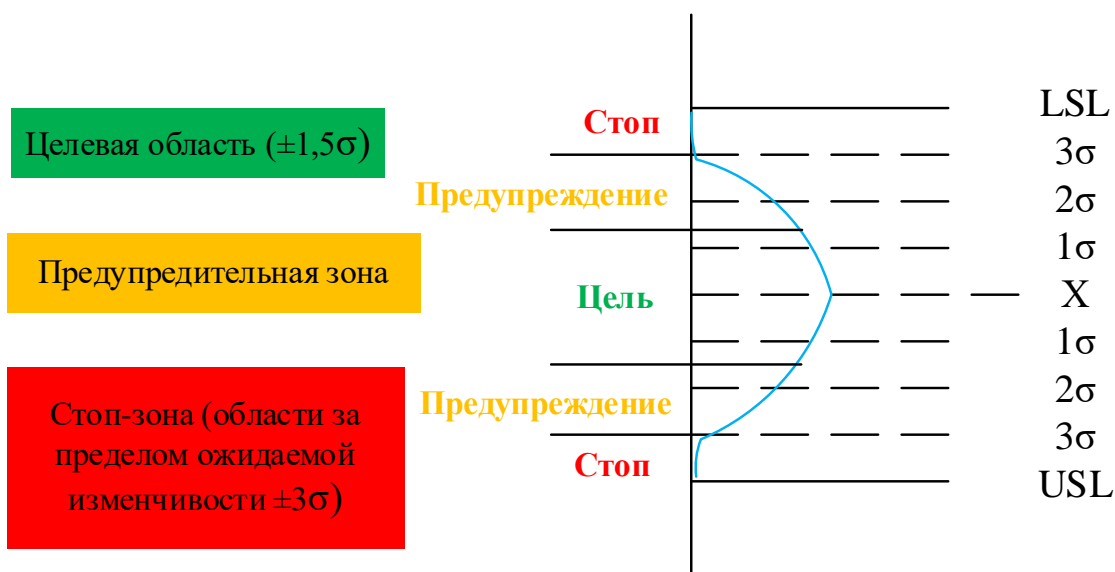 Целевая область (±1,5σ)
Предупредительная зона
Стоп-зона (области за
пределом ожидаемой
изменчивости ±3σ)
Стоп
Предупреждение
Цель
Предупреждение
Стоп
LSL
3σ
2σ
1σ
X
1σ
2σ
3σ
USL